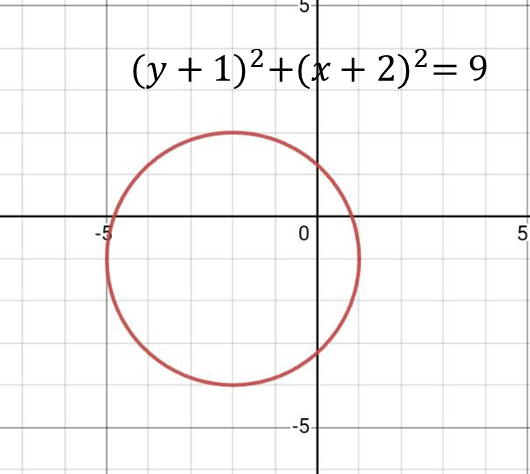 5
(y + 1)²+(x + 2)²= 9
-5 0 5
-5